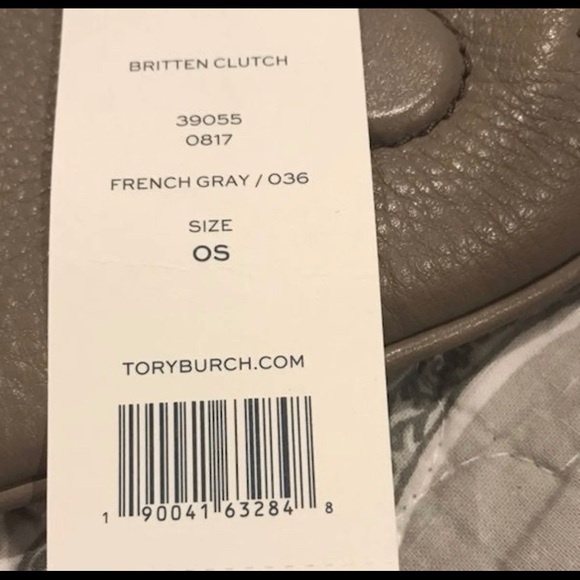 BRITTEN CLUTCH
39055
0817
FRENCH GRAY / 036
SIZE
OS
TORYBURCH.COM
1 90041 63284 8